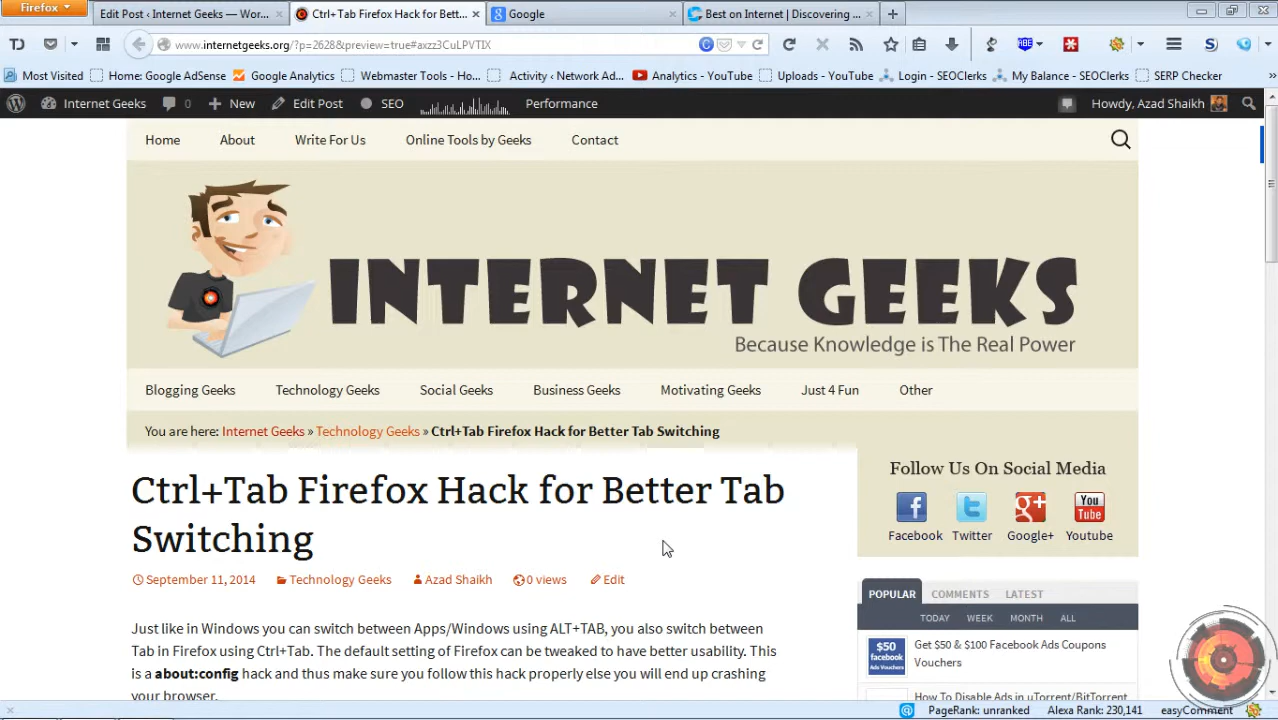 Firefox
Edit Post ‹ Internet Geeks — Wor...
Ctrl+Tab Firefox Hack for Bett...
Google
Best on Internet | Discovering ...
www.internetgeeks.org/?p=2628&preview=true#axzz3CuLPVTIX
Most Visited
Home: Google AdSense
Google Analytics
Webmaster Tools - Ho...
Activity ‹ Network Ad...
Analytics - YouTube
Uploads - YouTube
Login - SEOClerks
My Balance - SEOClerks
SERP Checker
Internet Geeks
0
New
Edit Post
SEO
Performance
Howdy, Azad Shaikh
Home
About
Write For Us
Online Tools by Geeks
Contact
INTERNET GEEKS
Because Knowledge is The Real Power
Blogging Geeks
Technology Geeks
Social Geeks
Business Geeks
Motivating Geeks
Just 4 Fun
Other
You are here: Internet Geeks » Technology Geeks » Ctrl+Tab Firefox Hack for Better Tab Switching
Ctrl+Tab Firefox Hack for Better Tab
Switching
September 11, 2014
Technology Geeks
Azad Shaikh
0 views
Edit
Just like in Windows you can switch between Apps/Windows using ALT+TAB, you also switch between
Tab in Firefox using Ctrl+Tab. The default setting of Firefox can be tweaked to have better usability. This
is a about:config hack and thus make sure you follow this hack properly else you will end up crashing
your browser.
Follow Us On Social Media
You
Tube
Facebook
Twitter
Google+
Youtube
POPULAR
COMMENTS
LATEST
TODAY
WEEK
MONTH
ALL
$50
facebook
Ads Vouchers
Get $50 & $100 Facebook Ads Coupons
Vouchers
How To Disable Ads in uTorrent/BitTorrent
PageRank: unranked
Alexa Rank: 230,141
easyComment